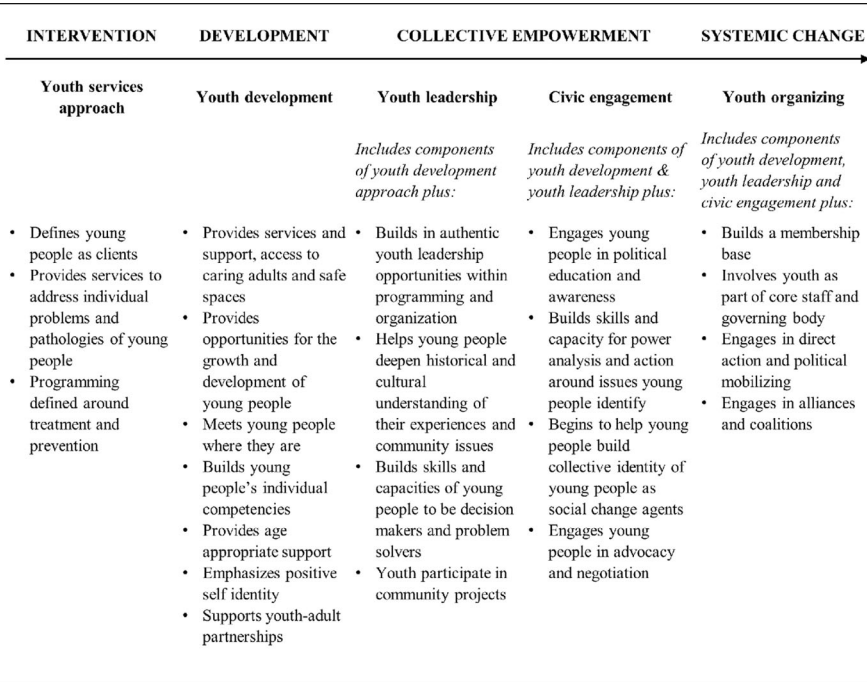 INTERVENTION DEVELOPMENT COLLECTIVE EMPOWERMENT SYSTEMIC CHANGE
Youth services
approach
Youth development
Youth leadership
Civic engagement
Youth organizing
Includes components
of youth development
approach plus:
Includes components of
youth development &
youth leadership plus:
Includes components
of youth development,
youth leadership and
civic engagement plus:
• Defines young
people as clients
• Provides services to
address individual
problems and
pathologies of young
people
• Programming
defined around
treatment and
prevention
• Provides services and
support, access to
caring adults and safe
spaces
• Provides
opportunities for the
growth and
development of
young people
• Meets young people
where they are
• Builds young
people’s individual
competencies
• Provides age
appropriate support
• Emphasizes positive
self identity
• Supports youth-adult
partnerships
• Builds in authentic
youth leadership
opportunities within
programming and
organization
• Helps young people
deepen historical and
cultural
understanding of
their experiences and
community issues
• Builds skills and
capacities of young
people to be decision
makers and problem
solvers
• Youth participate in
community projects
• Engages young
people in political
education and
awareness
• Builds skills and
capacity for power
analysis and action
around issues young
people identify
• Begins to help young
people build
collective identity of
young people as
social change agents
• Engages young
people in advocacy
and negotiation
• Builds a membership
base
• Involves youth as
part of core staff and
governing body
• Engages in direct
action and political
mobilizing
• Engages in alliances
and coalitions